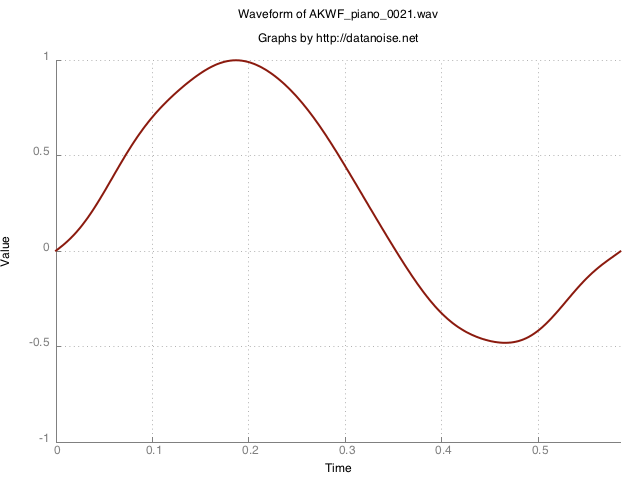 Waveform of AKWF_piano_0021.wav
Graphs by http://datanoise.net
1
0.5
0
-0.5
-1
Value
0 0.1 0.2 0.3 0.4 0.5
Time